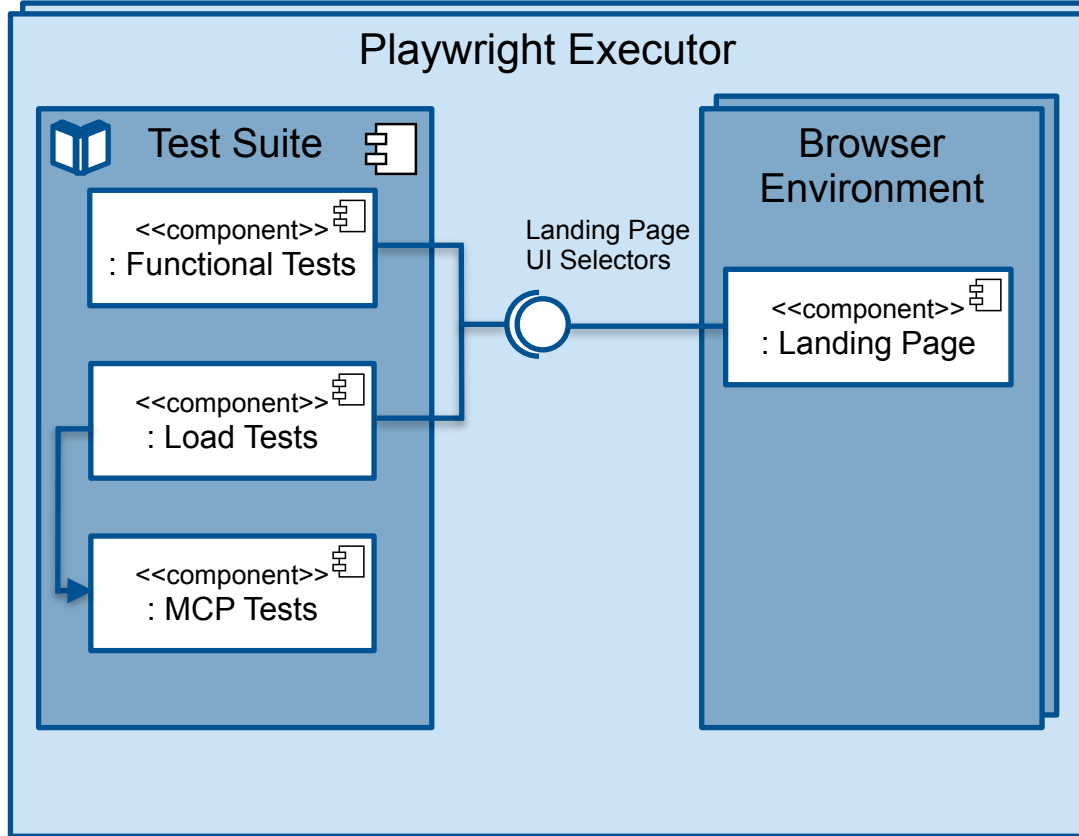 Playwright Executor
Test Suite
<<component>>
: Functional Tests
<<component>>
: Load Tests
<<component>>
: MCP Tests
Landing Page
UI Selectors
Browser
Environment
<<component>>
: Landing Page